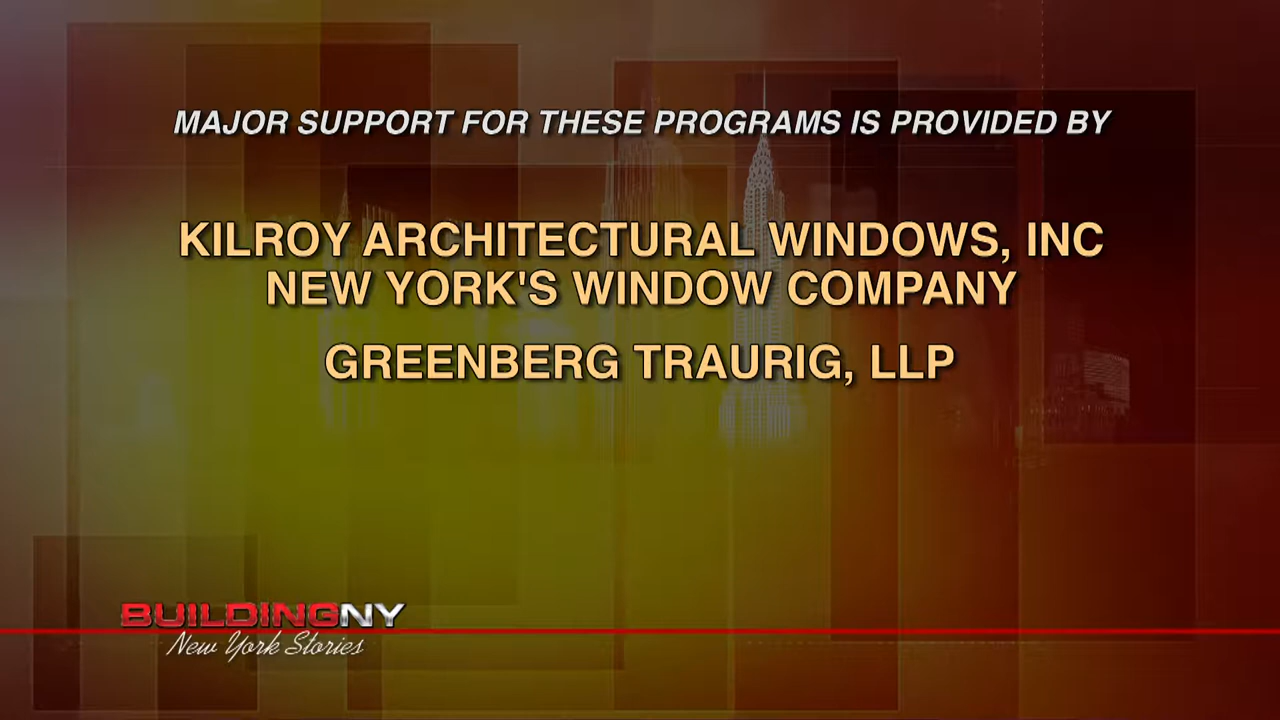 MAJOR SUPPORT FOR THESE PROGRAMS IS PROVIDED BY
KILROY ARCHITECTURAL WINDOWS, INC
NEW YORK'S WINDOW COMPANY
GREENBERG TRAURIG, LLP
BUILDINGNY
New York Stories